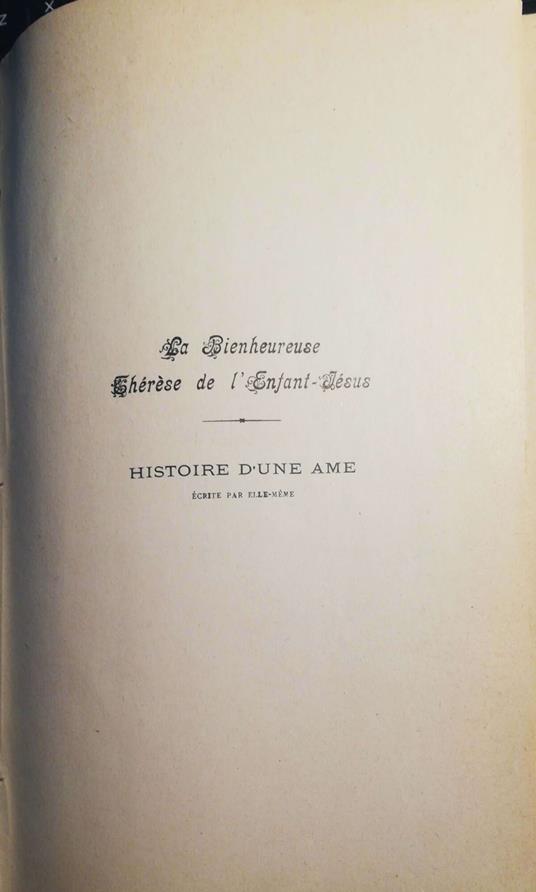 La Bienheureuse
Thérèse de l'Enfant-Jésus
HISTOIRE D'UNE AME
ÉCRITE PAR ELLE-MÊME